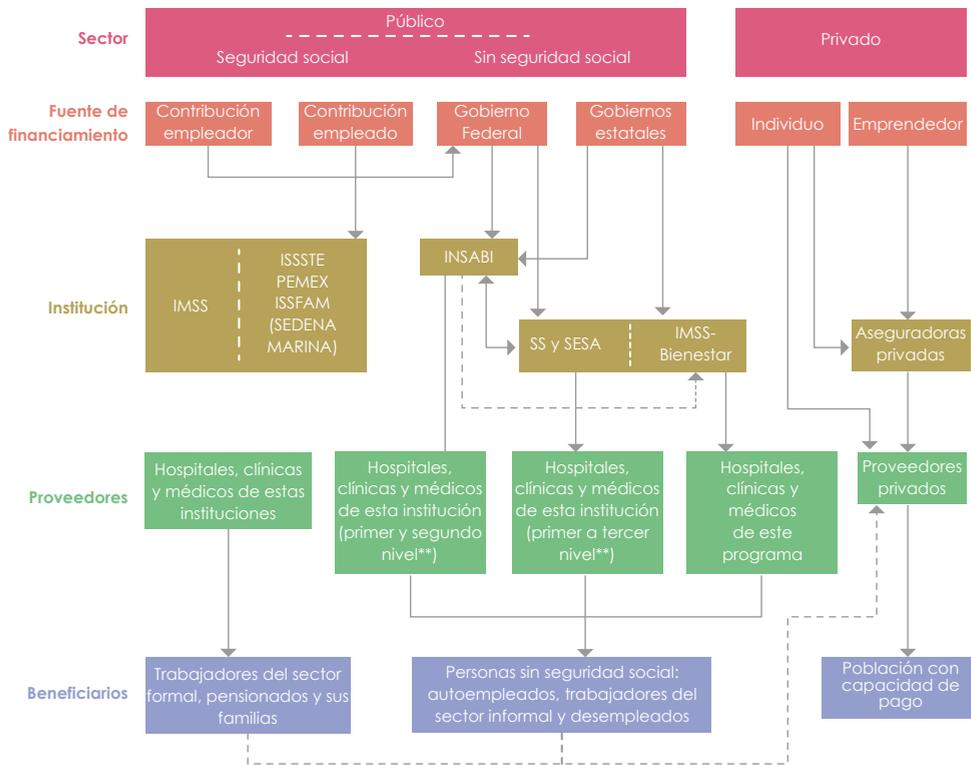 Sector
Público
Seguridad social
Sin seguridad social
Privado
Fuente de
financiamiento
Contribución
empleador
Contribución
empleado
Gobierno
Federal
Gobiernos
estatales
Individuo
Emprendedor
Institución
IMSS
ISSSTE
PEMEX
ISSFAM
(SEDENA
MARINA)
INSABI
SS y SESA
IMSS-
Bienestar
Aseguradoras
privadas
Proveedores
Hospitales, clínicas
y médicos de estas
instituciones
Hospitales,
clínicas y médicos
de esta institución
(primer y segundo
nivel**)
Hospitales,
clínicas y médicos
de esta institución
(primer a tercer
nivel**)
Hospitales,
clínicas y
médicos
de este
programa
Proveedores
privados
Beneficiarios
Trabajadores del sector
formal, pensionados y sus
familias
Personas sin seguridad social:
autoempleados, trabajadores del
sector informal y desempleados
Población con
capacidad de
pago